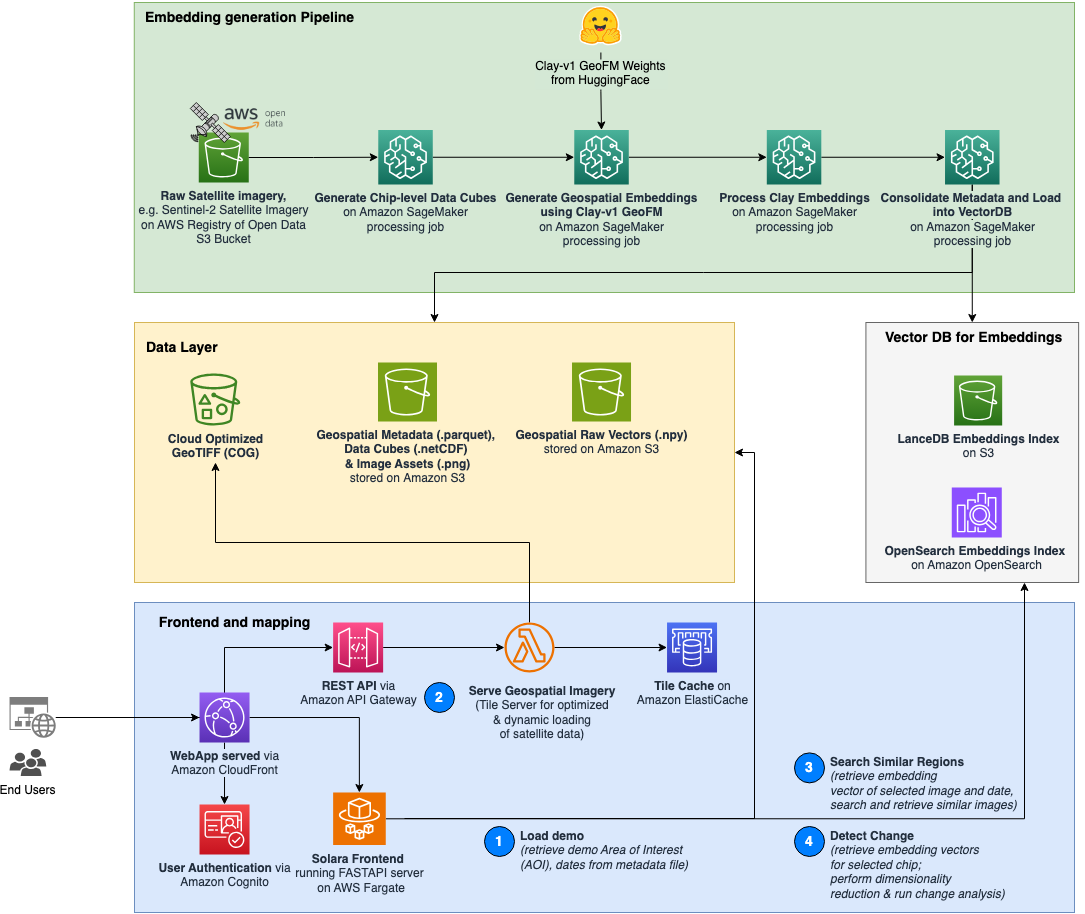 Embedding generation Pipeline
Clay-v1 GeoFM Weights
from HuggingFace
aws open
data
Raw Satellite imagery,
e.g. Sentinel-2 Satellite Imagery
on AWS Registry of Open Data
S3 Bucket
Generate Chip-level Data Cubes
on Amazon SageMaker
processing job
Generate Geospatial Embeddings
using Clay-v1 GeoFM
on Amazon SageMaker
processing job
Process Clay Embeddings
on Amazon SageMaker
processing job
Consolidate Metadata and Load
into VectorDB
on Amazon SageMaker
processing job
Data Layer
Cloud Optimized
GeoTIFF (COG)
Geospatial Metadata (.parquet),
Data Cubes (.netCDF)
& Image Assets (.png)
stored on Amazon S3
Geospatial Raw Vectors (.npy)
stored on Amazon S3
Vector DB for Embeddings
LanceDB Embeddings Index
on S3
OpenSearch Embeddings Index
on Amazon OpenSearch
Frontend and mapping
REST API via
Amazon API Gateway
2
Serve Geospatial Imagery
(Tile Server for optimized
& dynamic loading
of satellite data)
Tile Cache on
Amazon ElastiCache
End Users
WebApp served via
Amazon CloudFront
User Authentication via
Amazon Cognito
Solara Frontend
running FASTAPI server
on AWS Fargate
1
Load demo
(retrieve demo Area of Interest
(AOI), dates from metadata file)
3
Search Similar Regions
(retrieve embedding
vector of selected image and date,
search and retrieve similar images)
4
Detect Change
(retrieve embedding vectors
for selected chip;
perform dimensionality
reduction & run change analysis)